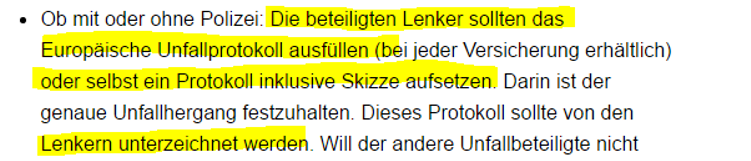 • Ob mit oder ohne Polizei: Die beteiligten Lenker sollten das
Europäische Unfallprotokoll ausfüllen (bei jeder Versicherung erhältlich)
oder selbst ein Protokoll inklusive Skizze aufsetzen. Darin ist der
genaue Unfallhergang festzuhalten. Dieses Protokoll sollte von den
Lenkern unterzeichnet werden. Will der andere Unfallbeteiligte nicht